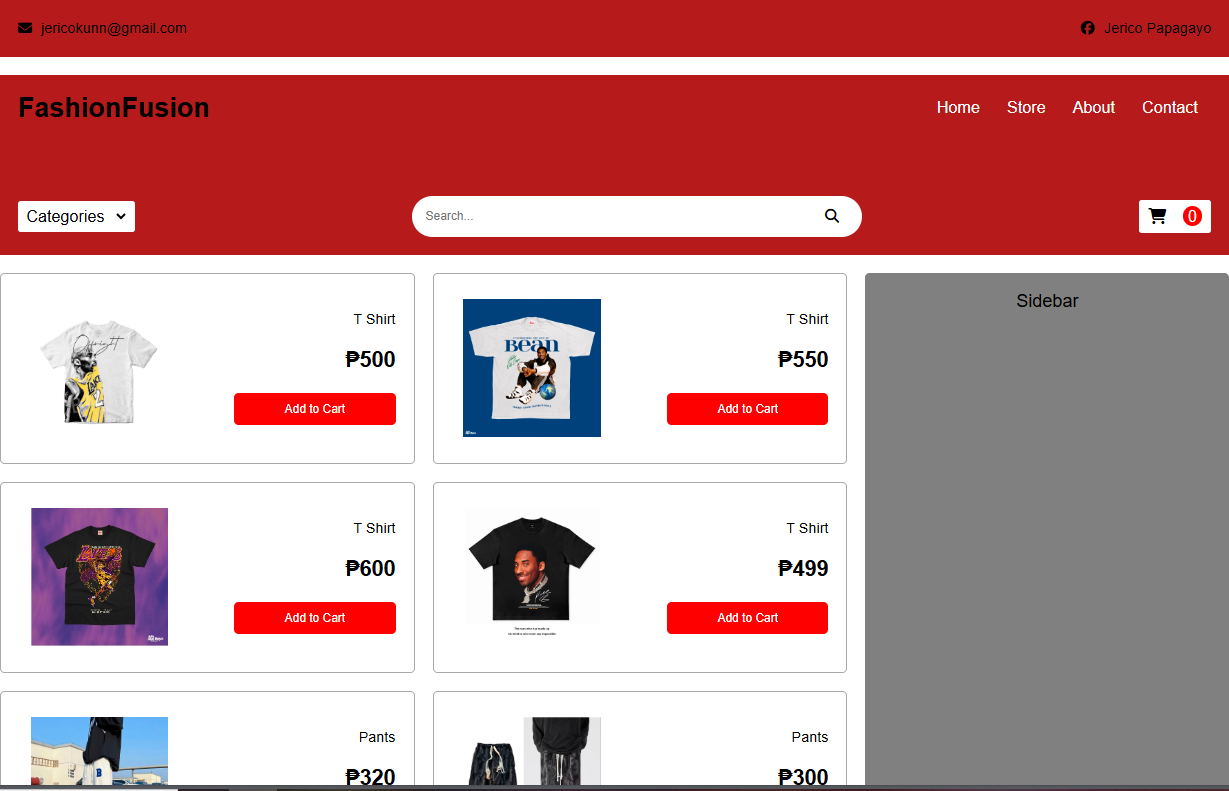 jericokunn@gmail.com
Jerico Papagayo
FashionFusion
Home
Store
About
Contact
Categories
Search...
0
T Shirt
₱500
Add to Cart
Bean
T Shirt
₱550
Add to Cart
Sidebar
T Shirt
₱600
Add to Cart
T Shirt
₱499
Add to Cart
Pants
₱320
B
Pants
₱300